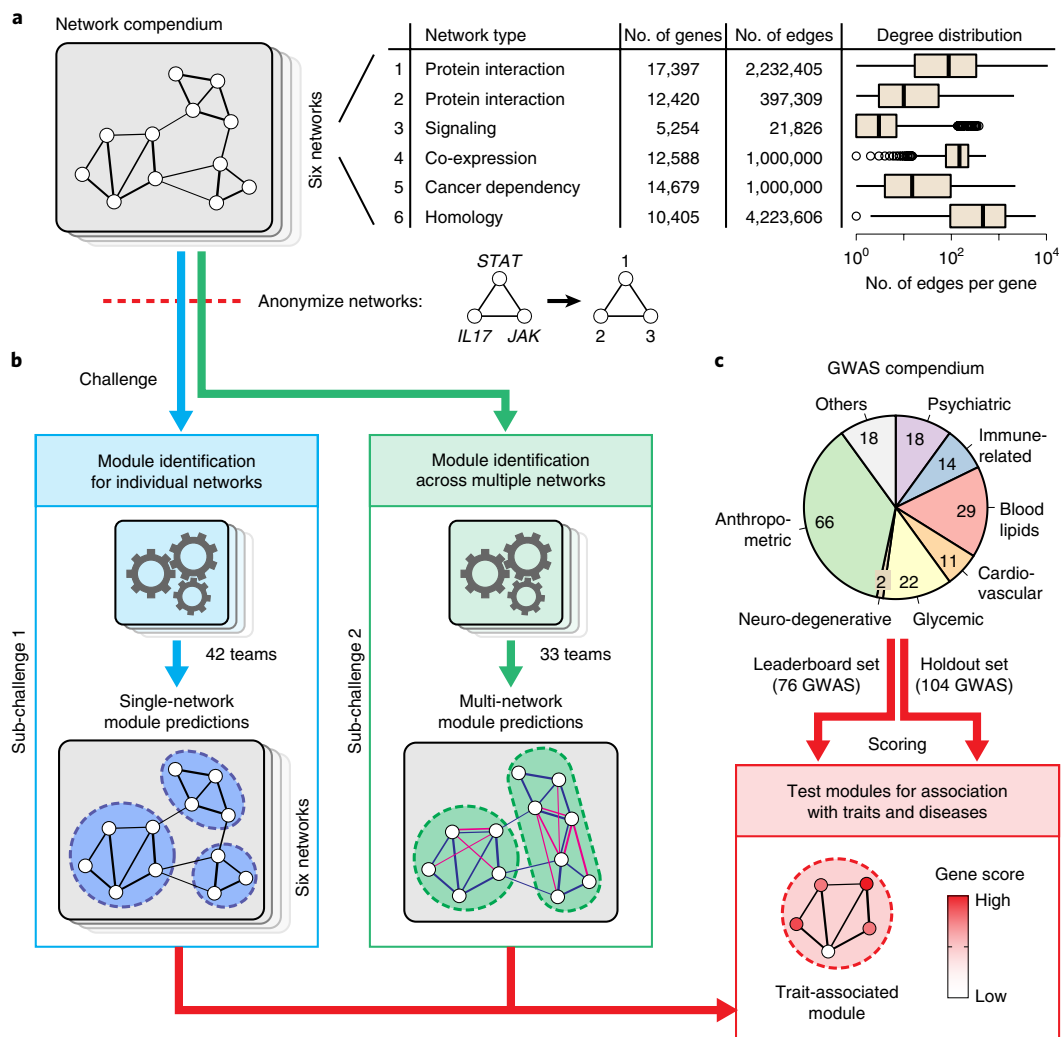 a
Network compendium
Six networks
Network type No. of genes No. of edges Degree distribution
1 Protein interaction 17,397 2,232,405
2 Protein interaction 12,420 397,309
3 Signaling 5,254 21,826
4 Co-expression 12,588 1,000,000
5 Cancer dependency 14,679 1,000,000
6 Homology 10,405 4,223,606
10^0 10^2 10^4
No. of edges per gene
Anonymize networks:
STAT
IL17 JAK
1
2 3
b
Challenge
Sub-challenge 1
Module identification
for individual networks
42 teams
Single-network
module predictions
Six networks
Sub-challenge 2
Module identification
across multiple networks
33 teams
Multi-network
module predictions
c
GWAS compendium
Others
18
Psychiatric
18
Immune-
related
14
Blood
lipids
29
Cardio-
vascular
11
Glycemic
22
Neuro-degenerative
2
Anthropo-
metric
66
Leaderboard set
(76 GWAS)
Holdout set
(104 GWAS)
Scoring
Test modules for association
with traits and diseases
Gene score
High
Low
Trait-associated
module